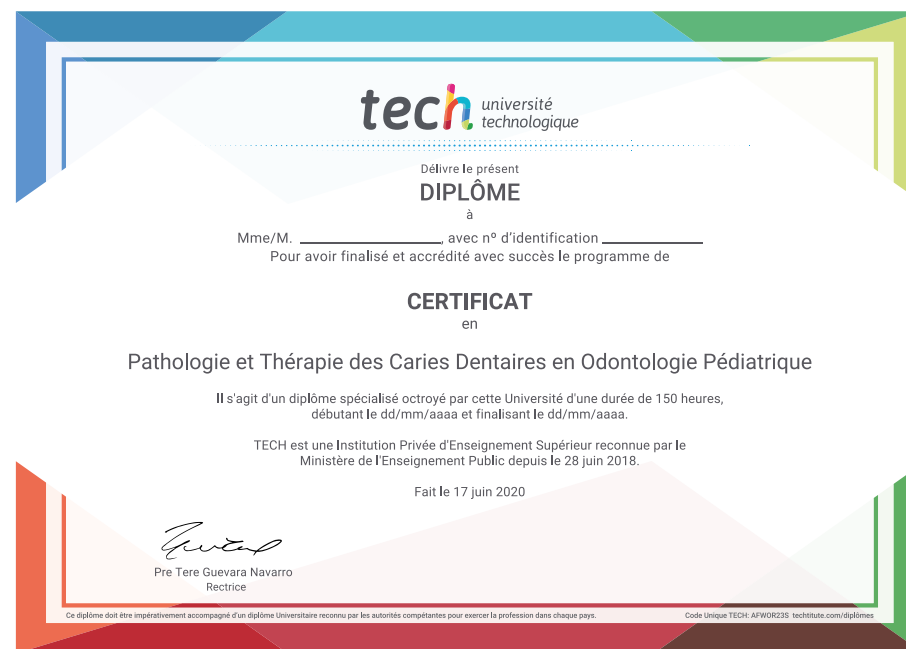 tech université
technologique
Délivre le présent
DIPLÔME
à
Mme/M. ____________________, avec nº d'identification ______________
Pour avoir finalisé et accrédité avec succès le programme de
CERTIFICAT
en
Pathologie et Thérapie des Caries Dentaires en Odontologie Pédiatrique
Il s'agit d'un diplôme spécialisé octroyé par cette Université d'une durée de 150 heures,
débutant le dd/mm/aaaa et finalisant le dd/mm/aaaa.
TECH est une Institution Privée d'Enseignement Supérieur reconnue par le
Ministère de l'Enseignement Public depuis le 28 juin 2018.
Fait le 17 juin 2020
Pre Tere Guevara Navarro
Rectrice
Ce diplôme doit être impérativement accompagné d'un diplôme Universitaire reconnu par les autorités compétantes pour exercer la profession dans chaque pays.
Code Unique TECH: AFWOR23S techtitute.com/diplômes